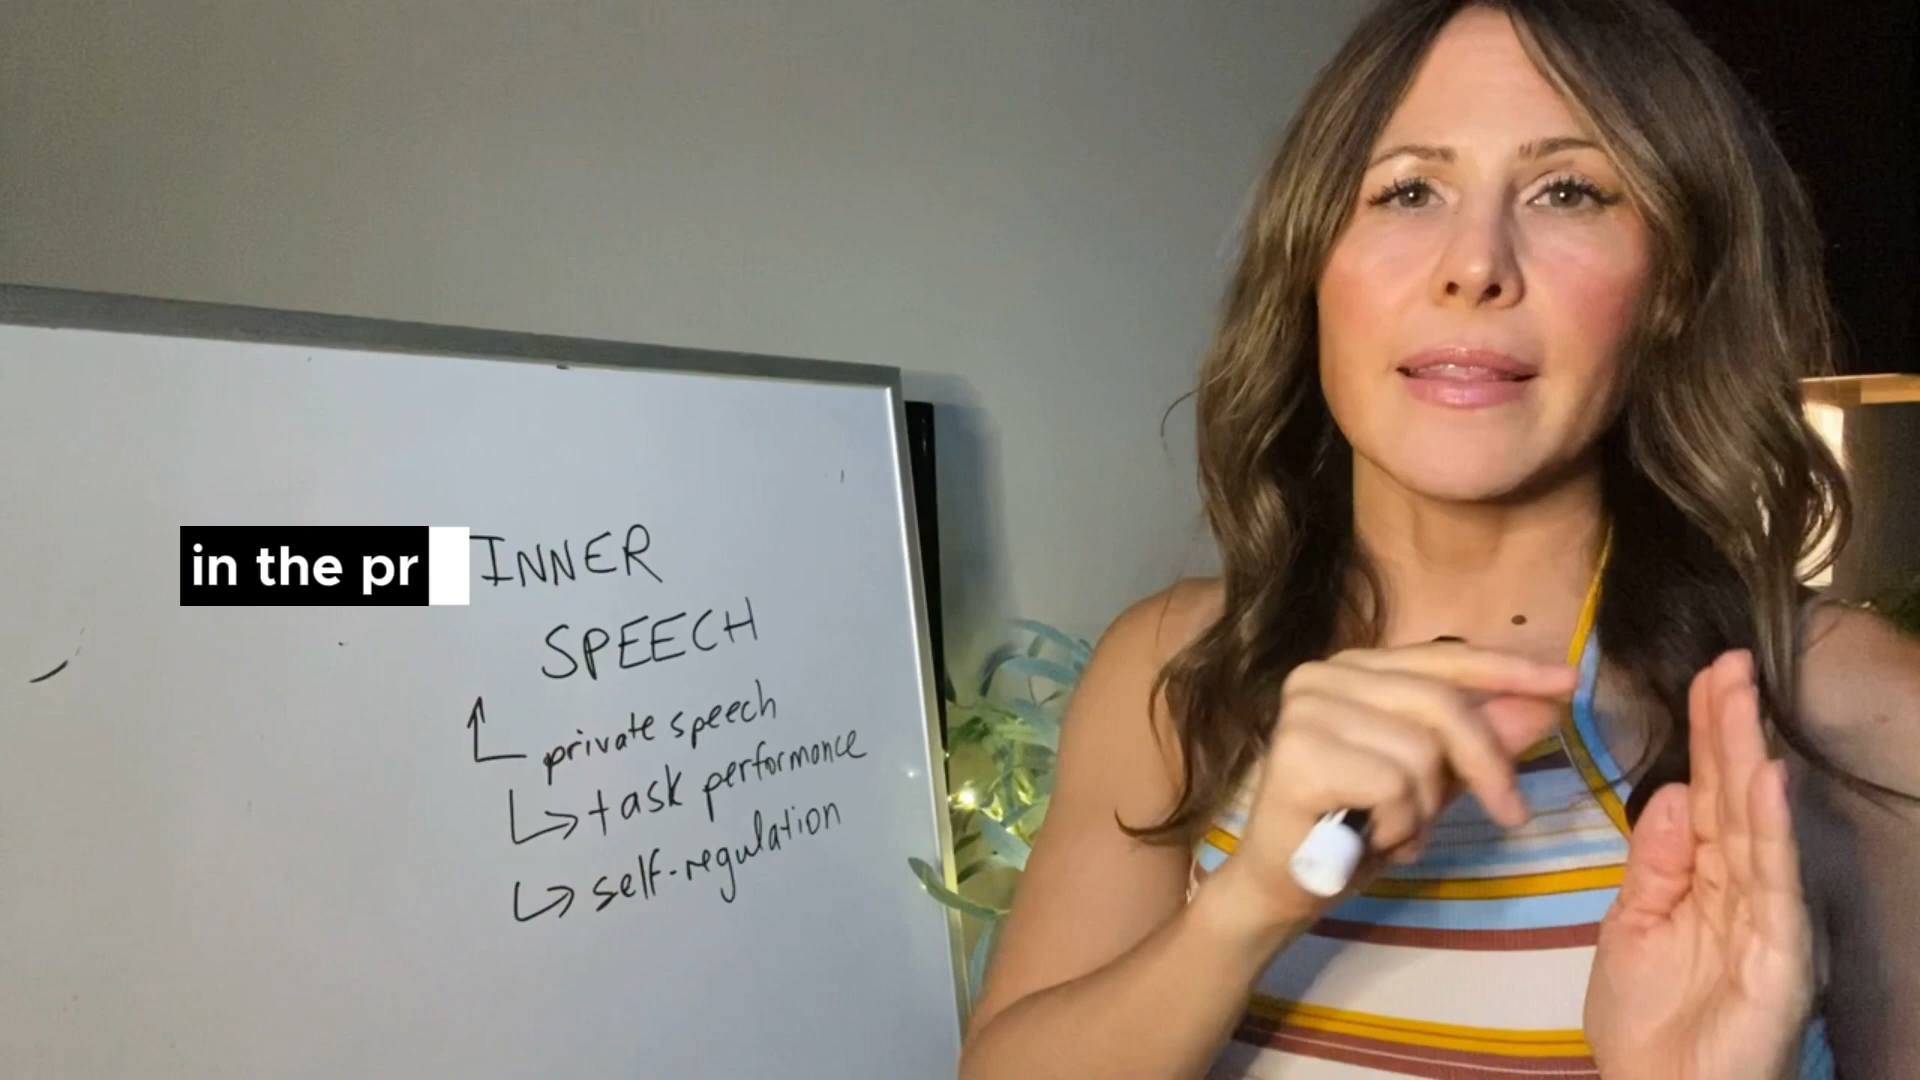 in the pr
INNER
SPEECH
private speech
task performance
self-regulation